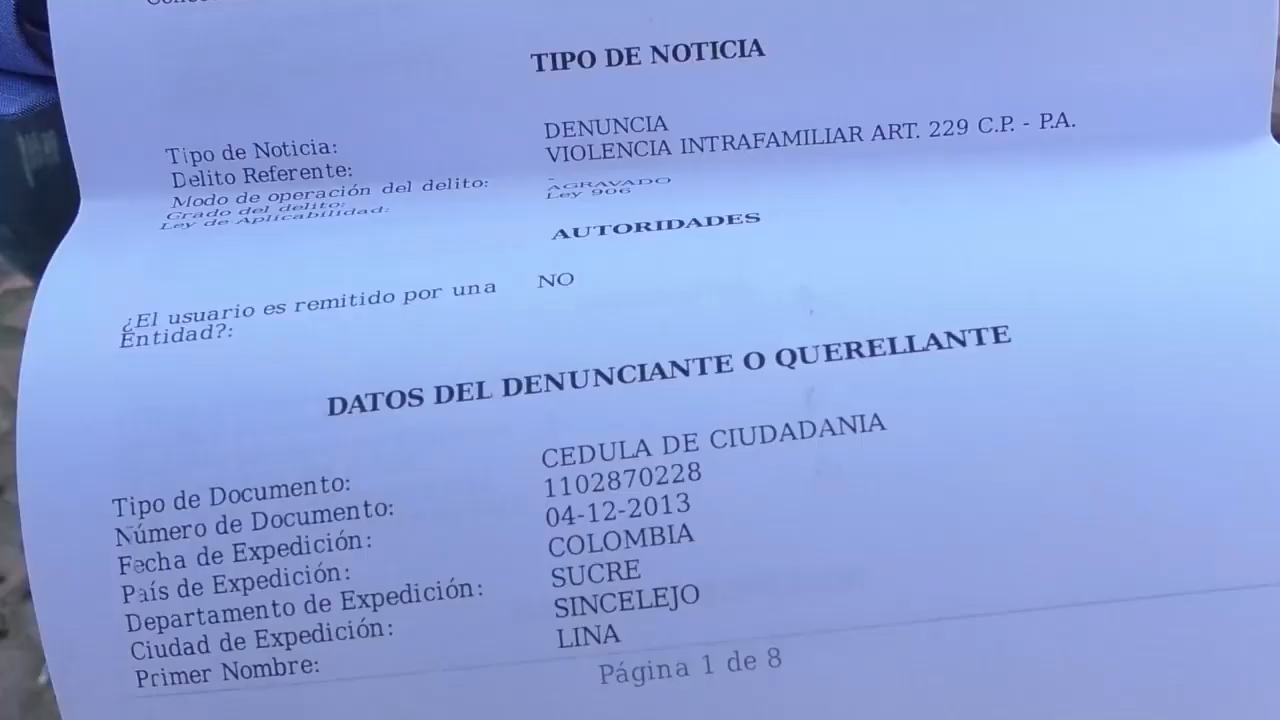 TIPO DE NOTICIA
Tipo de Noticia: DENUNCIA
Delito Referente: VIOLENCIA INTRAFAMILIAR ART. 229 C.P. - P.A.
Modo de operación del delito: -
Grado del delito: AGRAVADO
Ley de Aplicabilidad: Ley 906
AUTORIDADES
¿El usuario es remitido por una NO
Entidad?:
DATOS DEL DENUNCIANTE O QUERELLANTE
Tipo de Documento: CEDULA DE CIUDADANIA
Número de Documento: 1102870228
Fecha de Expedición: 04-12-2013
País de Expedición: COLOMBIA
Departamento de Expedición: SUCRE
Ciudad de Expedición: SINCELEJO
Primer Nombre: LINA
Página 1 de 8